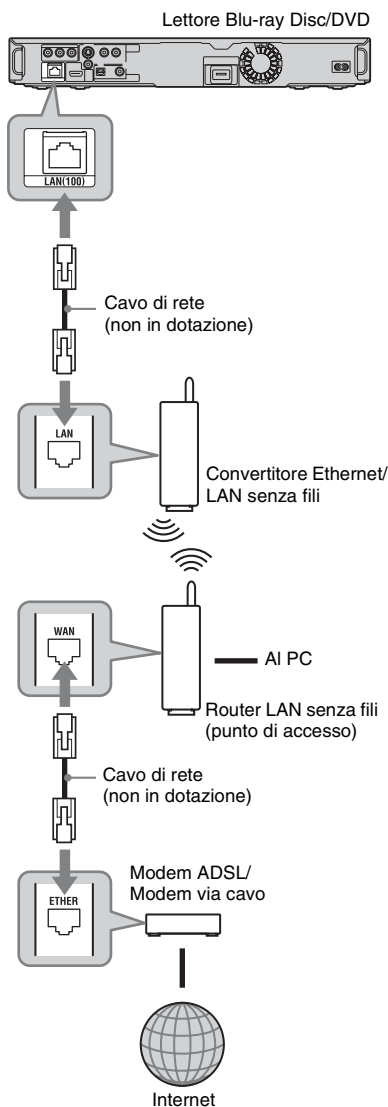 Lettore Blu-ray Disc/DVD
LAN(100)
Cavo di rete
(non in dotazione)
LAN
Convertitore Ethernet/
LAN senza fili
WAN
Al PC
Router LAN senza fili
(punto di accesso)
Cavo di rete
(non in dotazione)
Modem ADSL/
Modem via cavo
ETHER
Internet